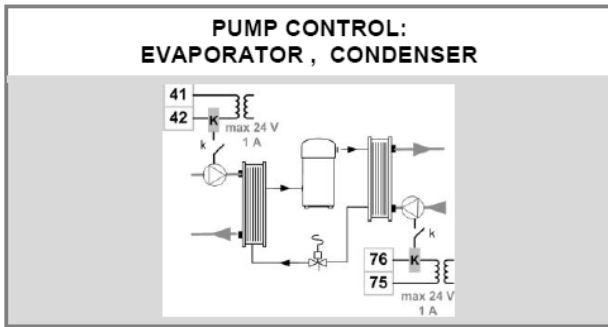 PUMP CONTROL:
EVAPORATOR , CONDENSER
41
42
K
max 24 V
1 A
k
k
76
K
75
max 24 V
1 A